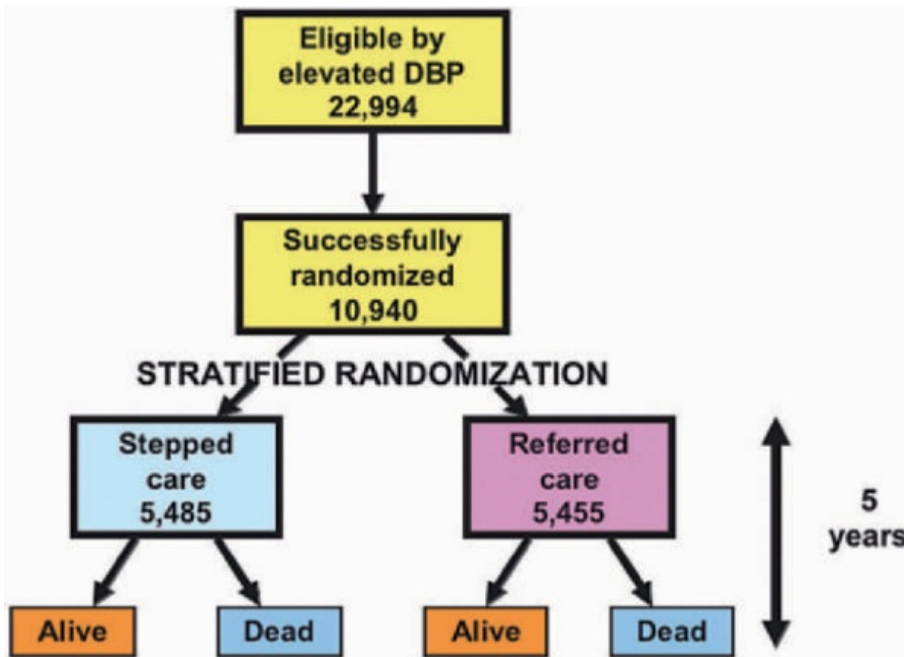 Eligible by
elevated DBP
22,994
Successfully
randomized
10,940
STRATIFIED RANDOMIZATION
Stepped
care
5,485
Referred
care
5,455
5
years
Alive
Dead
Alive
Dead